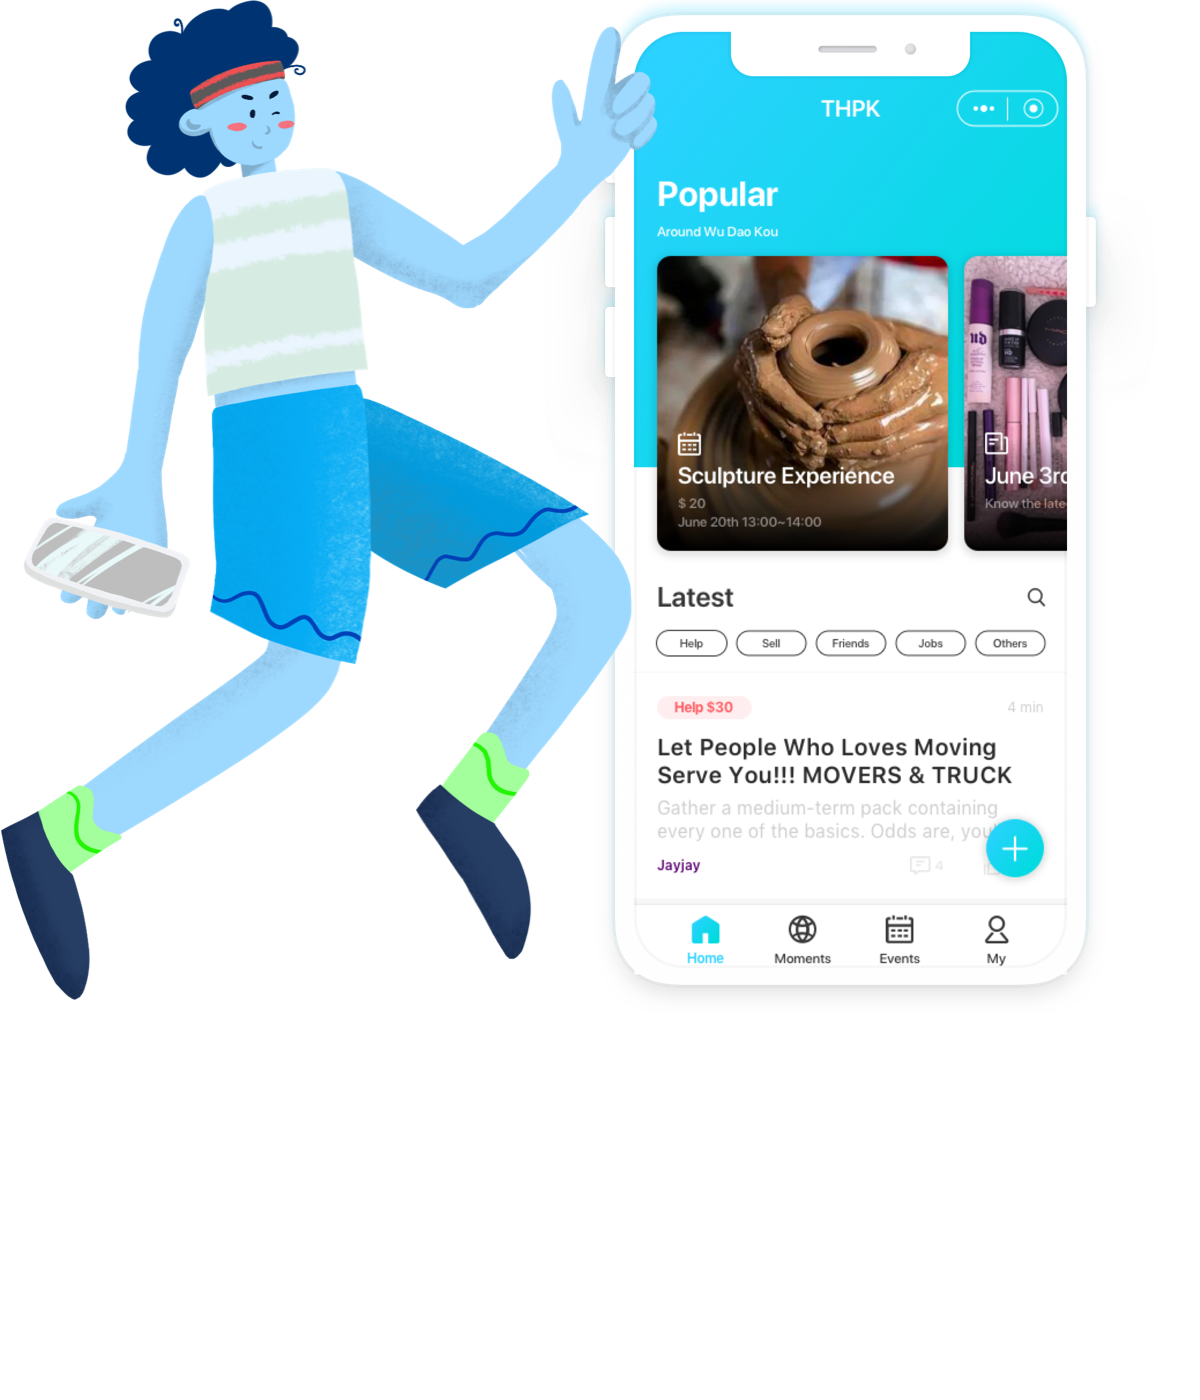 THPK
Popular
Around Wu Dao Kou
Sculpture Experience
$ 20
June 20th 13:00~14:00
June 3rd
Know the late
Latest
Help
Sell
Friends
Jobs
Others
Help $30
4 min
Let People Who Loves Moving
Serve You!!! MOVERS & TRUCK
Gather a medium-term pack containing
every one of the basics. Odds are, you
Jayjay
4
Home
Moments
Events
My